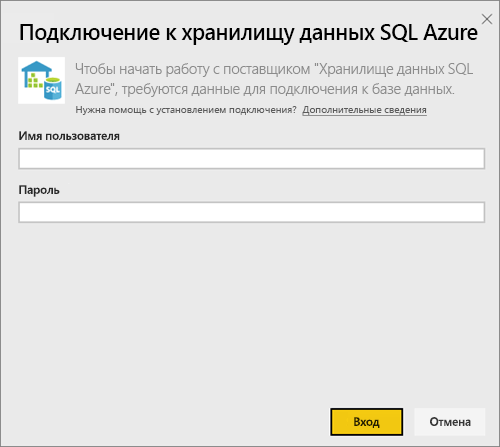 Подключение к хранилищу данных SQL Azure
Чтобы начать работу с поставщиком "Хранилище данных SQL
Azure", требуются данные для подключения к базе данных.
Нужна помощь с установлением подключения? Дополнительные сведения
SQL
Имя пользователя
Пароль
Вход Отмена